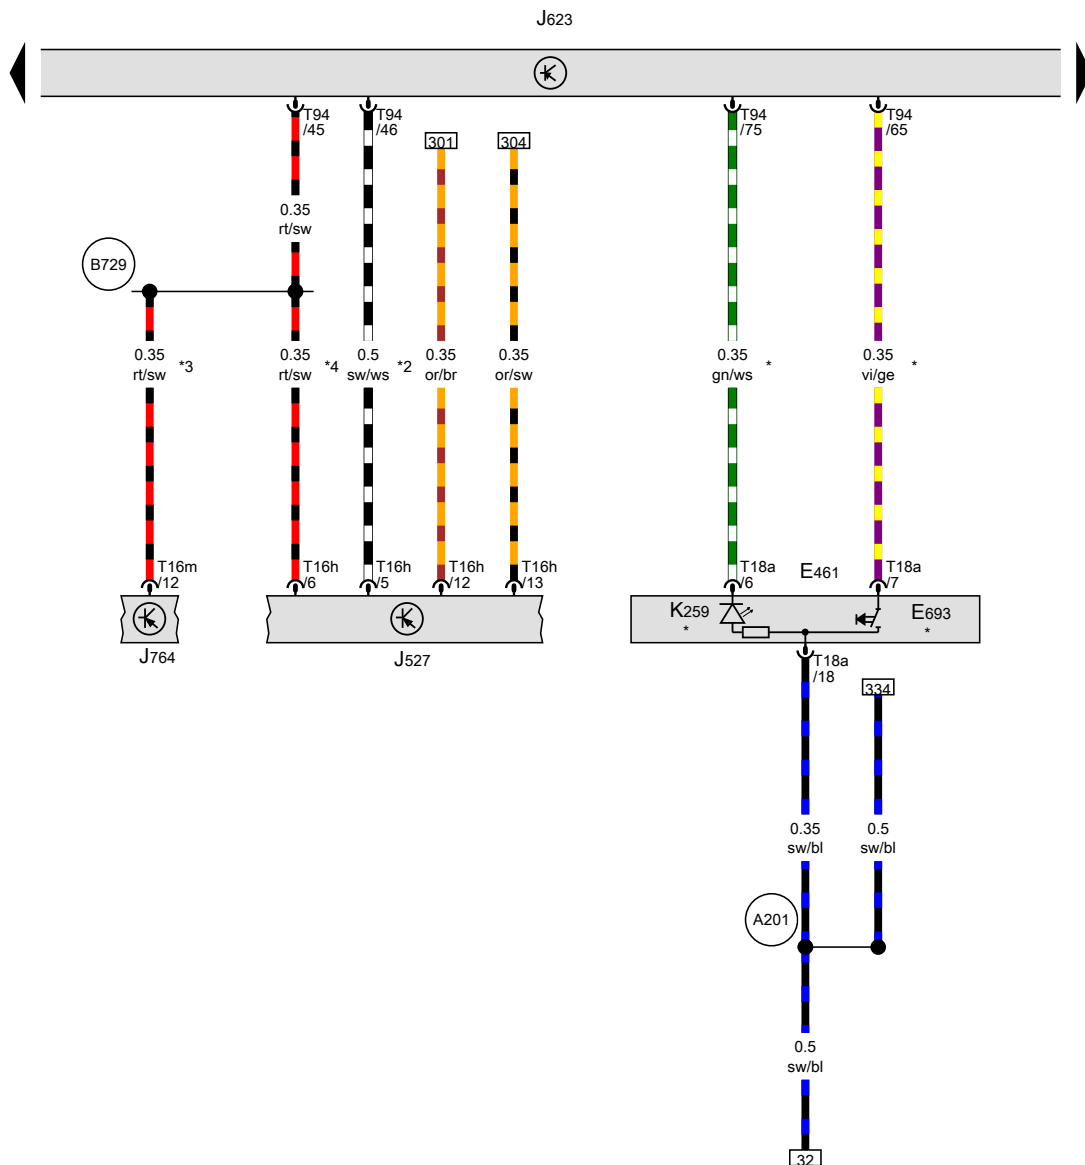 J623
T94
/45
T94
/46
T94
/75
T94
/65
301
304
0.35
rt/sw
B729
0.35
rt/sw
*3
0.35
rt/sw
*4
0.5
sw/ws
*2
0.35
or/br
0.35
or/sw
0.35
gn/ws
*
0.35
vi/ge
*
T16m
/12
T16h
/6
T16h
/5
T16h
/12
T16h
/13
T18a
/6
E461
T18a
/7
K259
*
E693
*
J764
J527
T18a
/18
334
0.35
sw/bl
0.5
sw/bl
A201
0.5
sw/bl
32